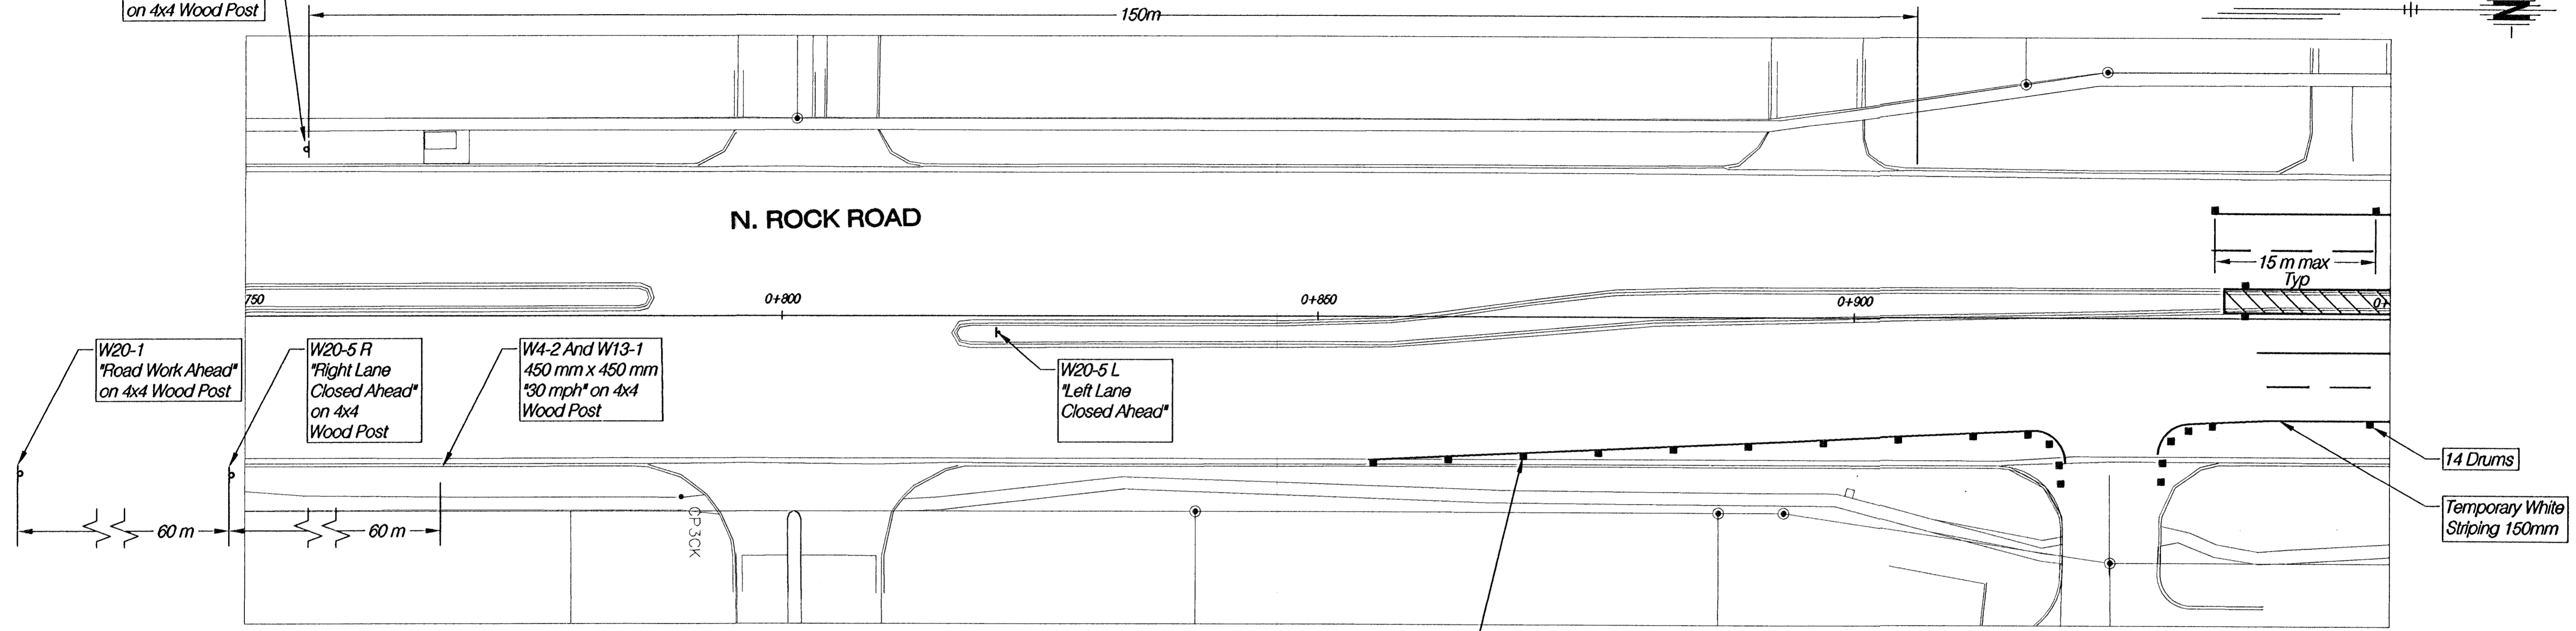 on 4x4 Wood Post
150m
N
N. ROCK ROAD
15 m max
Typ
750
0+800
0+850
0+900
0+
W20-1
"Road Work Ahead"
on 4x4 Wood Post
W20-5 R
"Right Lane
Closed Ahead"
on 4x4
Wood Post
W4-2 And W13-1
450 mm x 450 mm
"30 mph" on 4x4
Wood Post
W20-5 L
"Left Lane
Closed Ahead"
14 Drums
Temporary White
Striping 150mm
60 m
60 m
CP3CK